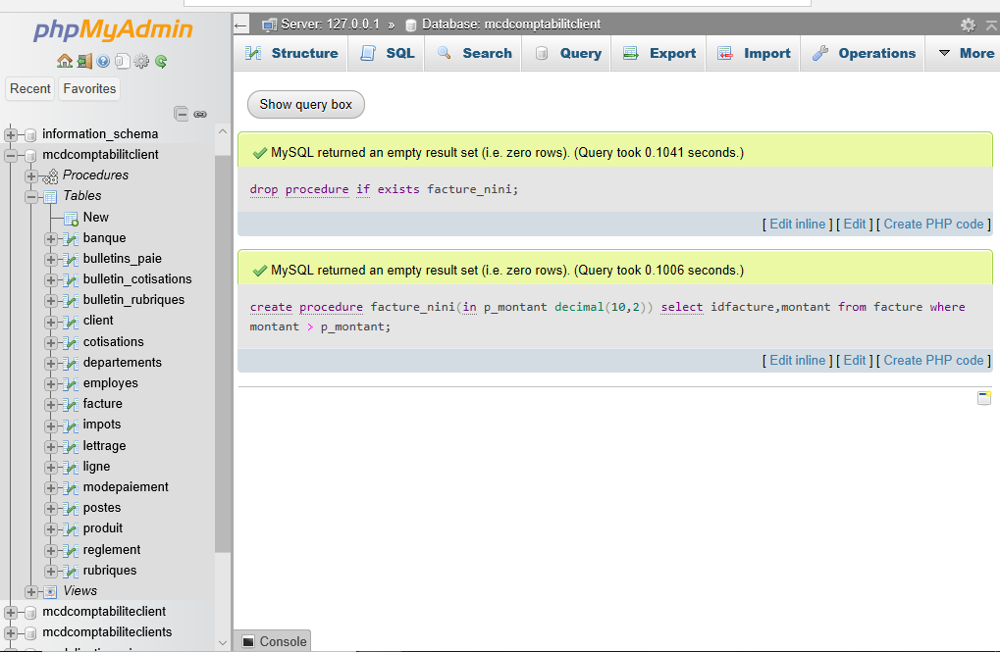 phpMyAdmin
Recent
Favorites
information_schema
mcdcomptabilitclient
Procedures
Tables
New
banque
bulletins_paie
bulletin_cotisations
bulletin_rubriques
client
cotisations
departements
employes
facture
impots
lettrage
ligne
modepaiement
postes
produit
reglement
rubriques
Views
mcdcomptabiliteclient
mcdcomptabiliteclients
Server: 127.0.0.1 » Database: mcdcomptabilitclient
Structure SQL Search Query Export Import Operations More
Show query box
MySQL returned an empty result set (i.e. zero rows). (Query took 0.1041 seconds.)
drop procedure if exists facture_nini;
[ Edit inline ] [ Edit ] [ Create PHP code ]
MySQL returned an empty result set (i.e. zero rows). (Query took 0.1006 seconds.)
create procedure facture_nini(in p_montant decimal(10,2)) select idfacture,montant from facture where
montant > p_montant;
[ Edit inline ] [ Edit ] [ Create PHP code ]
Console